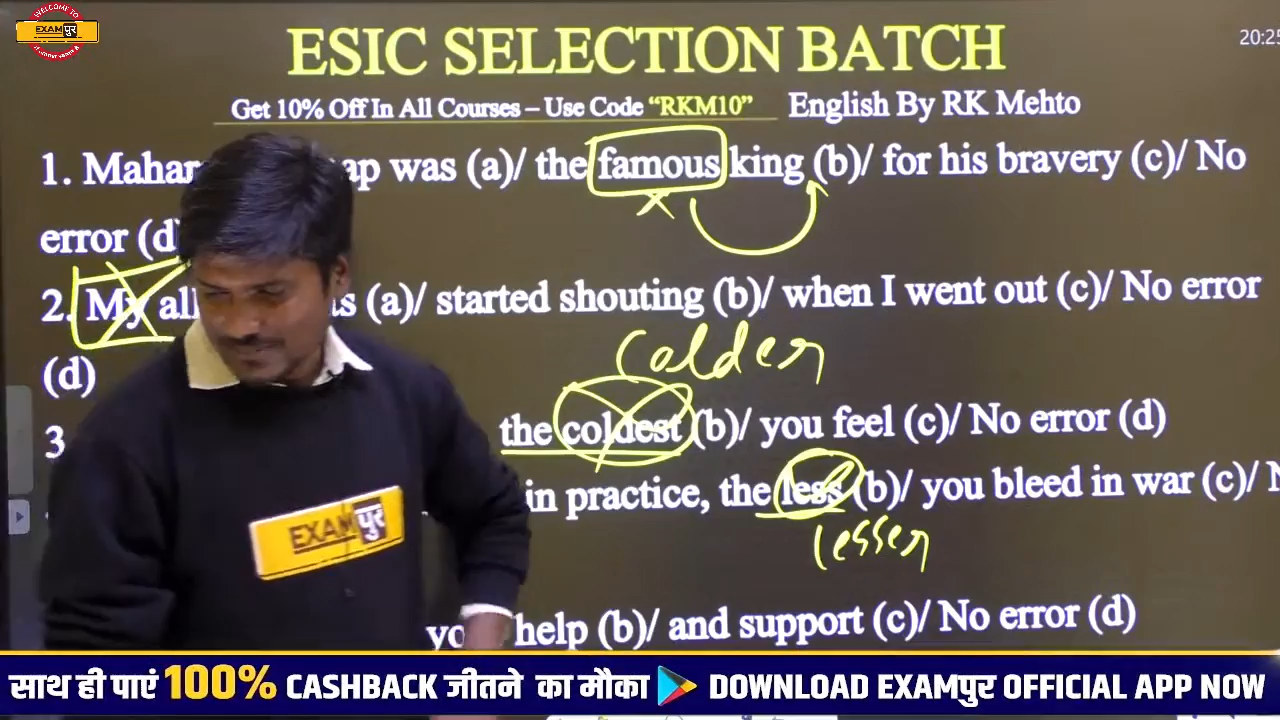 WELCOME TO
EXAMपुर
ESIC SELECTION BATCH
20:25
Get 10% Off In All Courses – Use Code “RKM10” English By RK Mehto
1. Mahar ap was (a)/ the famous king (b)/ for his bravery (c)/ No
error (d)
2. My all (a)/ started shouting (b)/ when I went out (c)/ No error
colder
(d)
3 the coldest (b)/ you feel (c)/ No error (d)
in practice, the less (b)/ you bleed in war (c)/ N
lesser
EXAMपुर
help (b)/ and support (c)/ No error (d)
साथ ही पाएं 100% CASHBACK जीतने का मौका DOWNLOAD EXAMपुर OFFICIAL APP NOW